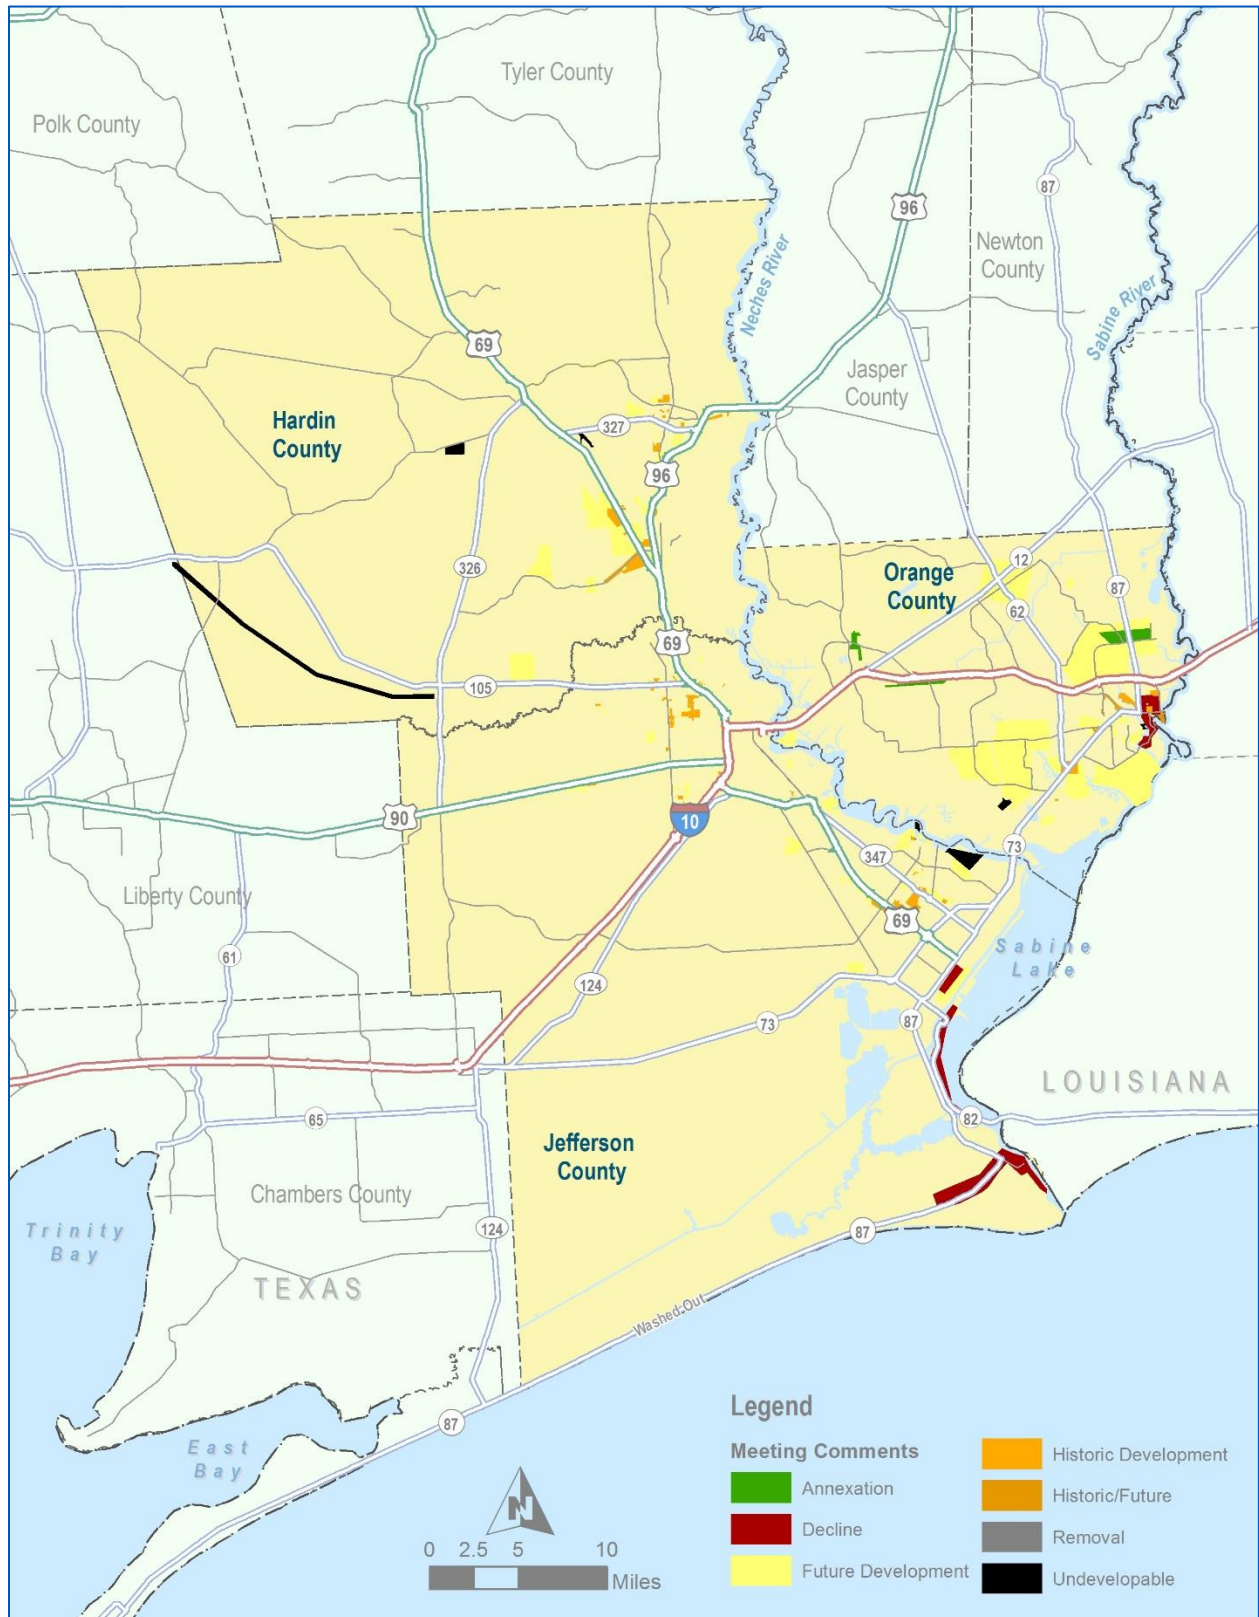 Tyler County
Polk County
87
96
Newton
County
Neches River
Sabine River
69
Jasper
County
Hardin
County
327
96
12
326
Orange
County
87
62
69
105
90
10
347
73
Liberty County
69
Sabine
Lake
61
124
73
87
LOUISIANA
65
82
Jefferson
County
Chambers County
Trinity
Bay
124
87
TEXAS
Washed Out
87
East
Bay
N
0 2.5 5 10
Miles
Legend
Meeting Comments
Annexation
Decline
Future Development
Historic Development
Historic/Future
Removal
Undevelopable